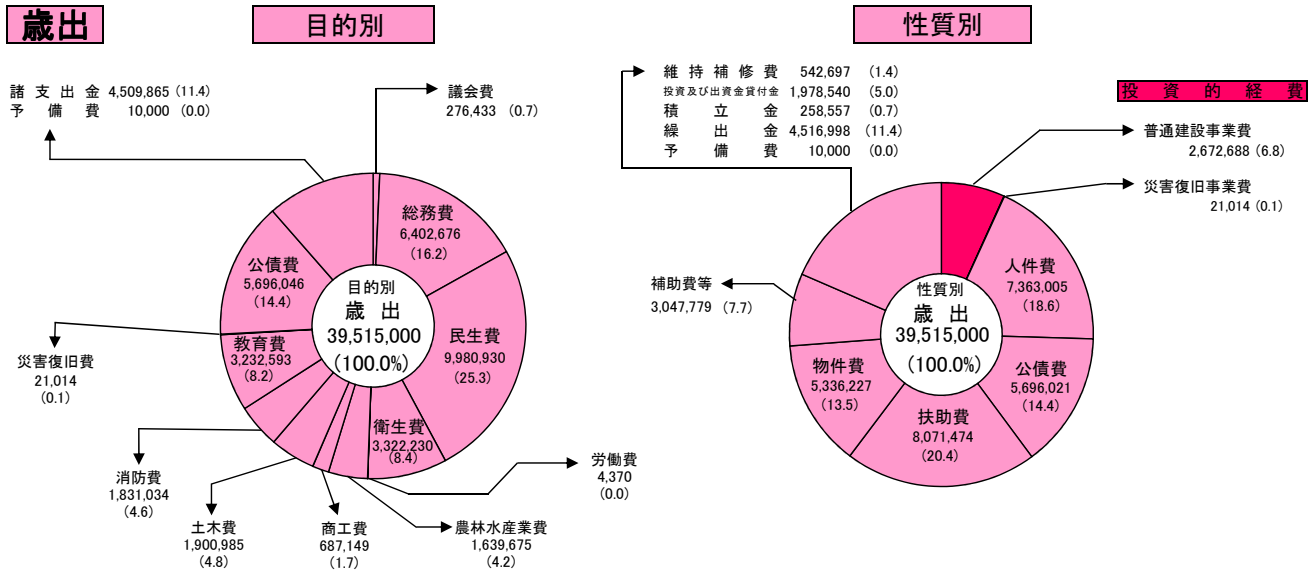 歳出
目的別
諸支出金 4,509,865 (11.4)
予備費 10,000 (0.0)
議会費
276,433 (0.7)
総務費
6,402,676
(16.2)
民生費
9,980,930
(25.3)
衛生費
3,322,230
(8.4)
労働費
4,370
(0.0)
農林水産業費
1,639,675
(4.2)
商工費
687,149
(1.7)
土木費
1,900,985
(4.8)
消防費
1,831,034
(4.6)
教育費
3,232,593
(8.2)
災害復旧費
21,014
(0.1)
公債費
5,696,046
(14.4)
目的別
歳出
39,515,000
(100.0%)
性質別
維持補修費 542,697 (1.4)
投資及び出資金貸付金 1,978,540 (5.0)
積立金 258,557 (0.7)
繰出金 4,516,998 (11.4)
予備費 10,000 (0.0)
投資的経費
普通建設事業費
2,672,688 (6.8)
災害復旧事業費
21,014 (0.1)
人件費
7,363,005
(18.6)
公債費
5,696,021
(14.4)
扶助費
8,071,474
(20.4)
物件費
5,336,227
(13.5)
補助費等
3,047,779 (7.7)
性質別
歳出
39,515,000
(100.0%)